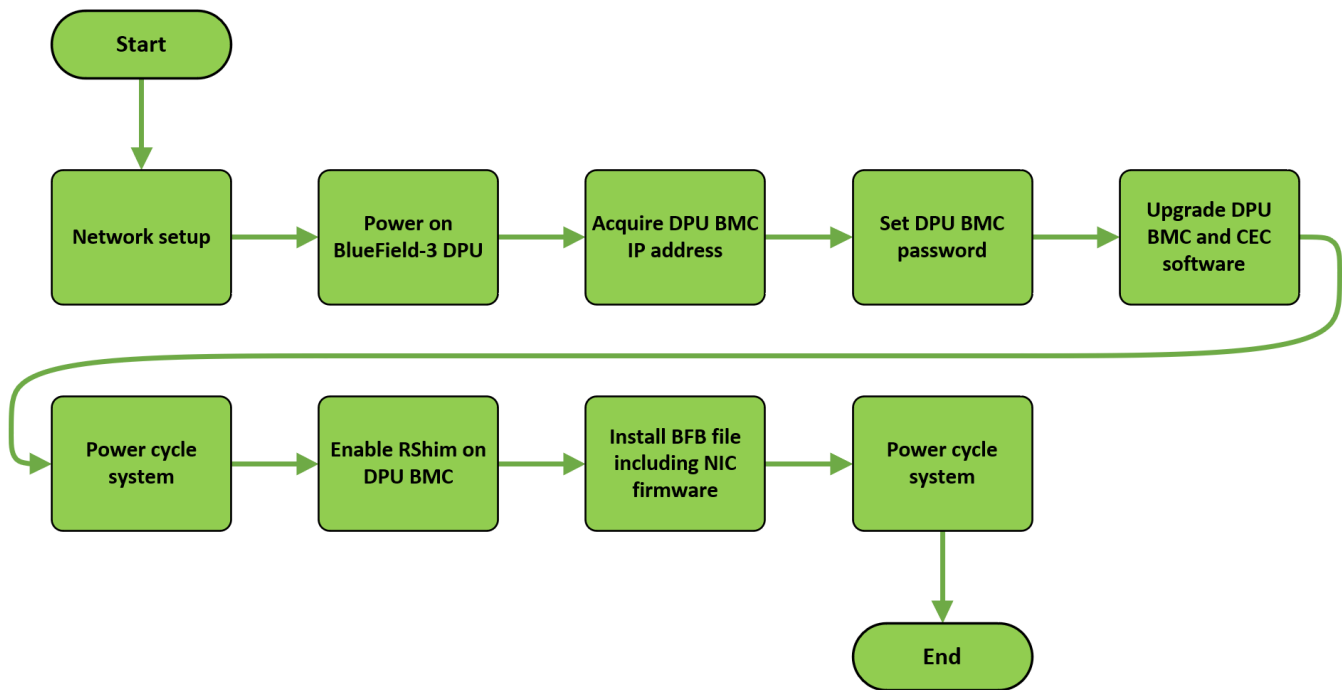 Start
Network setup
Power on
BlueField-3 DPU
Acquire DPU BMC
IP address
Set DPU BMC
password
Upgrade DPU
BMC and CEC
software
Power cycle
system
Enable RShim on
DPU BMC
Install BFB file
including NIC
firmware
Power cycle
system
End